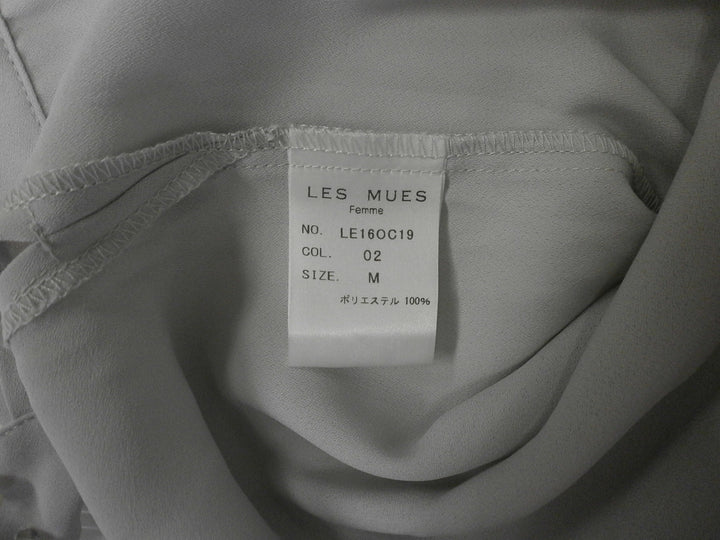 LES MUES
Femme
NO. LE16OC19
COL. 02
SIZE. M
ポリエステル 100%